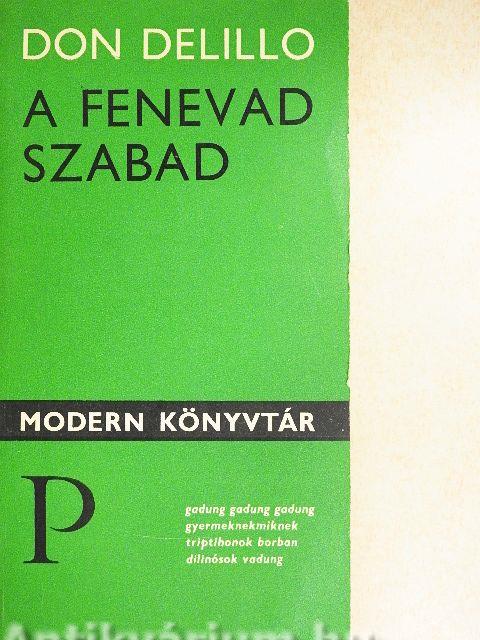 DON DELILLO
A FENEVAD
SZABAD
MODERN KÖNYVTÁR
P
gadung gadung gadung
gyermeknekmiknek
triptihonok borban
dilinósok vadung